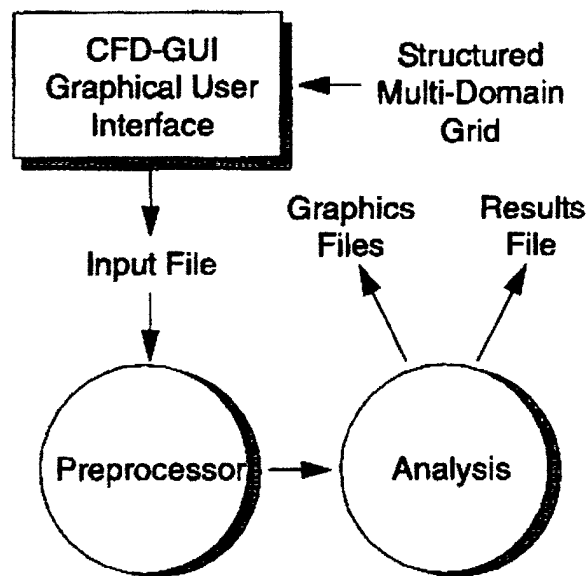 CFD-GUI
Graphical User
Interface
Structured
Multi-Domain
Grid
Graphics
Files
Results
File
Input File
Preprocessor
Analysis